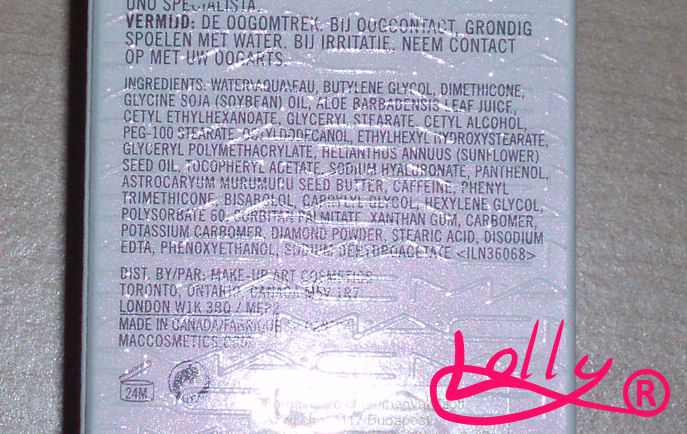 UNO SPECIALISTA.
VERMIJD: DE OOGOMTREK. BIJ OOGCONTACT, GRONDIG
SPOELEN MET WATER. BIJ IRRITATIE, NEEM CONTACT
OP MET UW OOGARTS.
INGREDIENTS: WATER\AQUA\EAU, BUTYLENE GLYCOL, DIMETHICONE,
GLYCINE SOJA (SOYBEAN) OIL, ALOE BARBADENSIS LEAF JUICE,
CETYL ETHYLHEXANOATE, GLYCERYL STEARATE, CETYL ALCOHOL,
PEG-100 STEARATE, OCTYLDODECANOL, ETHYLHEXYL HYDROXYSTEARATE,
GLYCERYL POLYMETHACRYLATE, HELIANTHUS ANNUUS (SUNFLOWER)
SEED OIL, TOCOPHERYL ACETATE, SODIUM HYALURONATE, PANTHENOL,
ASTROCARYUM MURUMURU SEED BUTTER, CAFFEINE, PHENYL
TRIMETHICONE, BISABOLOL, CAPRYLYL GLYCOL, HEXYLENE GLYCOL,
POLYSORBATE 60, SORBITAN PALMITATE, XANTHAN GUM, CARBOMER,
POTASSIUM CARBOMER, DIAMOND POWDER, STEARIC ACID, DISODIUM
EDTA, PHENOXYETHANOL, SODIUM DEHYDROACETATE <ILN36068>
DIST. BY/PAR: MAKE-UP ART COSMETICS
TORONTO, ONTARIO, CANADA M5V 1R7
LONDON W1K 3BQ / MEP2
MADE IN CANADA/FABRIQUÉ
MACCOSMETICS.COM
24M
1117 Budapest
Lolly ®